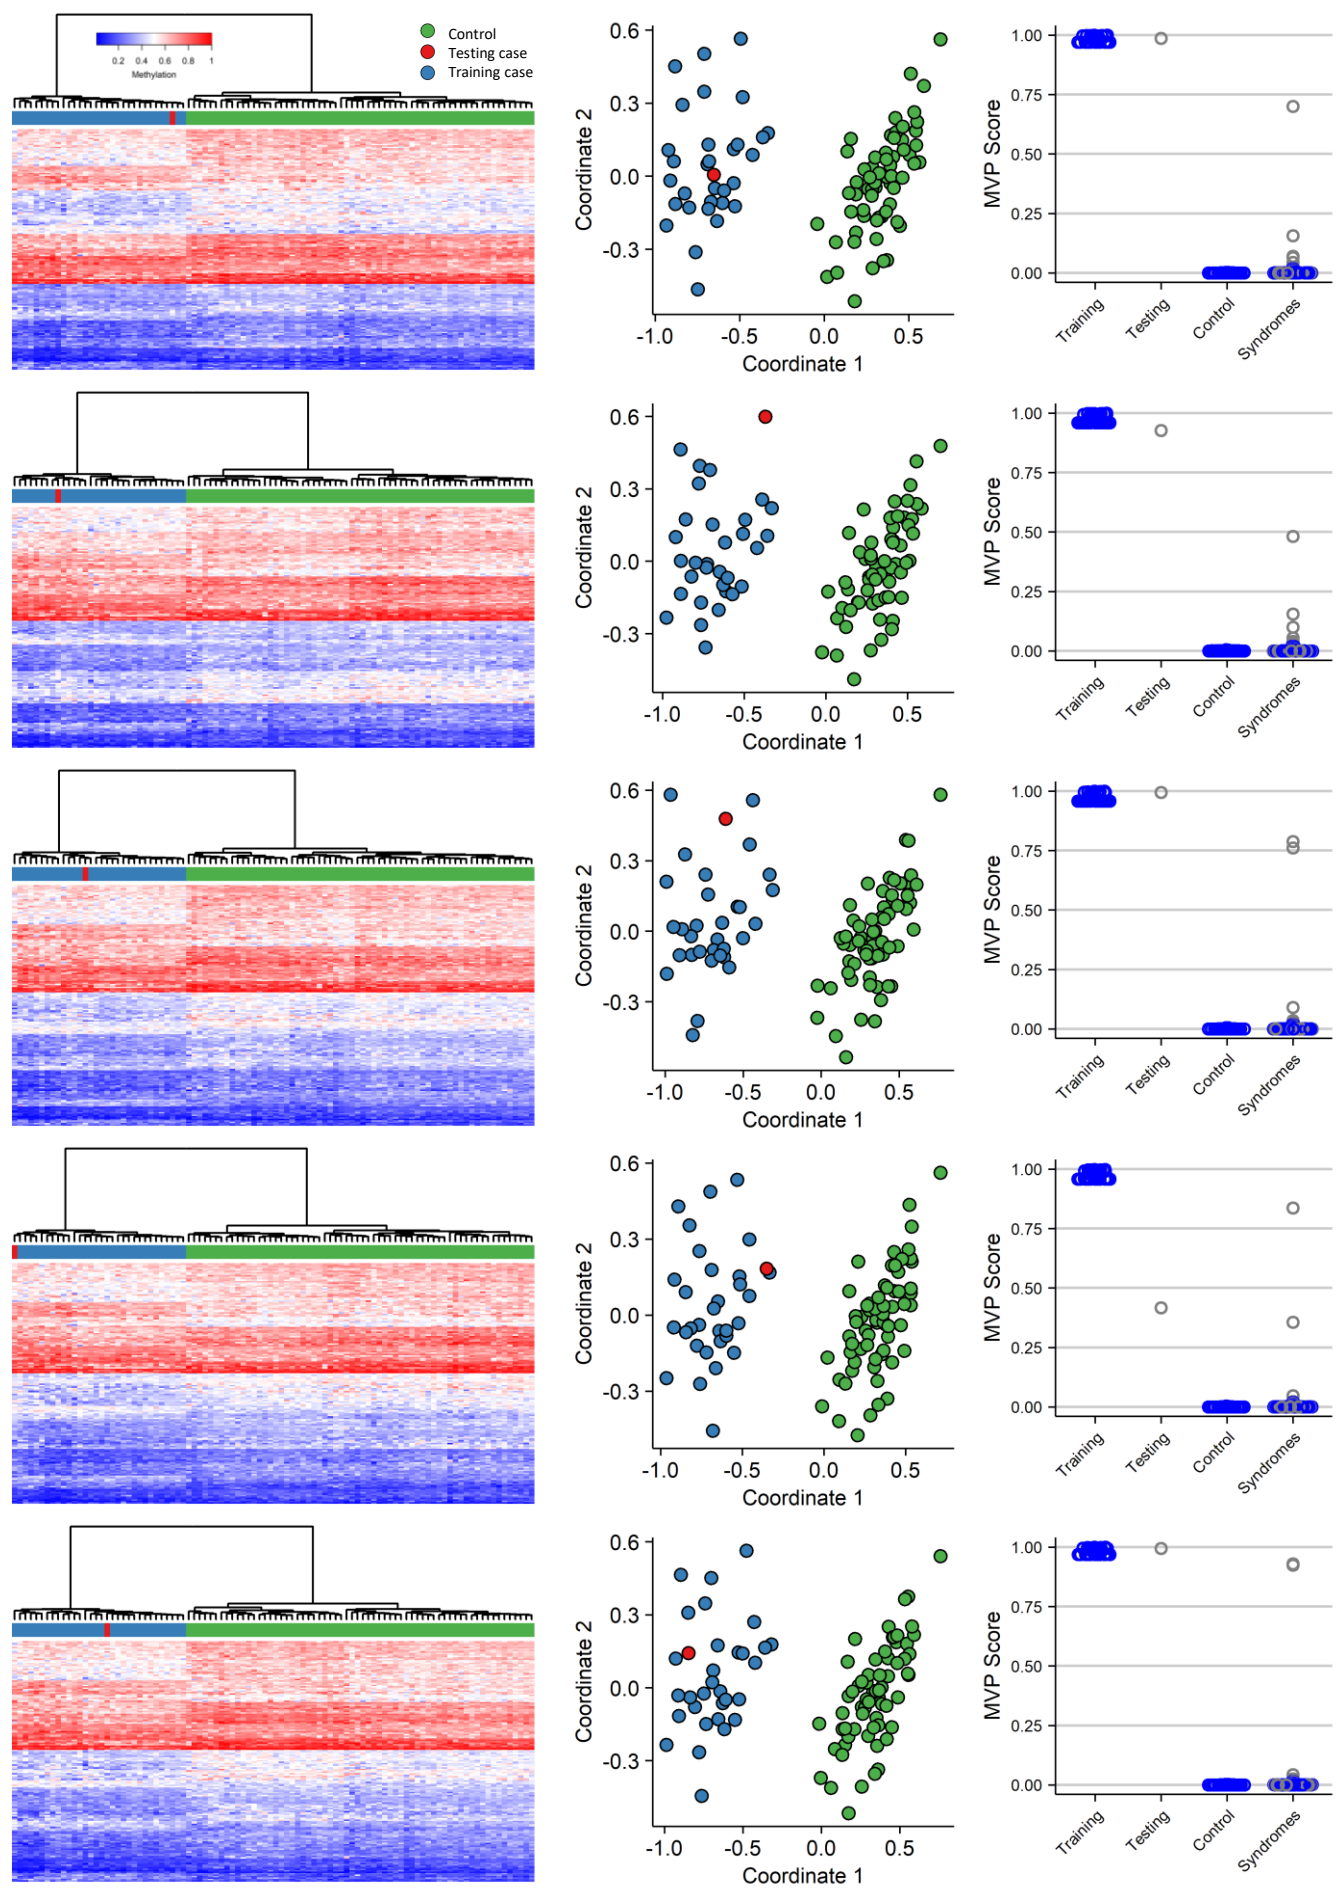 0.2 0.4 0.6 0.8 1
Methylation
Control
Testing case
Training case
0.6
0.3
0.0
-0.3
Coordinate 2
-1.0 -0.5 0.0 0.5
Coordinate 1
1.00
0.75
0.50
0.25
0.00
MVP Score
Training Testing Control Syndromes
0.6
0.3
0.0
-0.3
Coordinate 2
-1.0 -0.5 0.0 0.5
Coordinate 1
1.00
0.75
0.50
0.25
0.00
MVP Score
Training Testing Control Syndromes
0.6
0.3
0.0
-0.3
Coordinate 2
-1.0 -0.5 0.0 0.5
Coordinate 1
1.00
0.75
0.50
0.25
0.00
MVP Score
Training Testing Control Syndromes
0.6
0.3
0.0
-0.3
Coordinate 2
-1.0 -0.5 0.0 0.5
Coordinate 1
1.00
0.75
0.50
0.25
0.00
MVP Score
Training Testing Control Syndromes
0.6
0.3
0.0
-0.3
Coordinate 2
-1.0 -0.5 0.0 0.5
Coordinate 1
1.00
0.75
0.50
0.25
0.00
MVP Score
Training Testing Control Syndromes